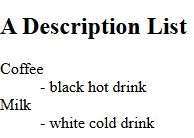 A Description List
Coffee
- black hot drink
Milk
- white cold drink